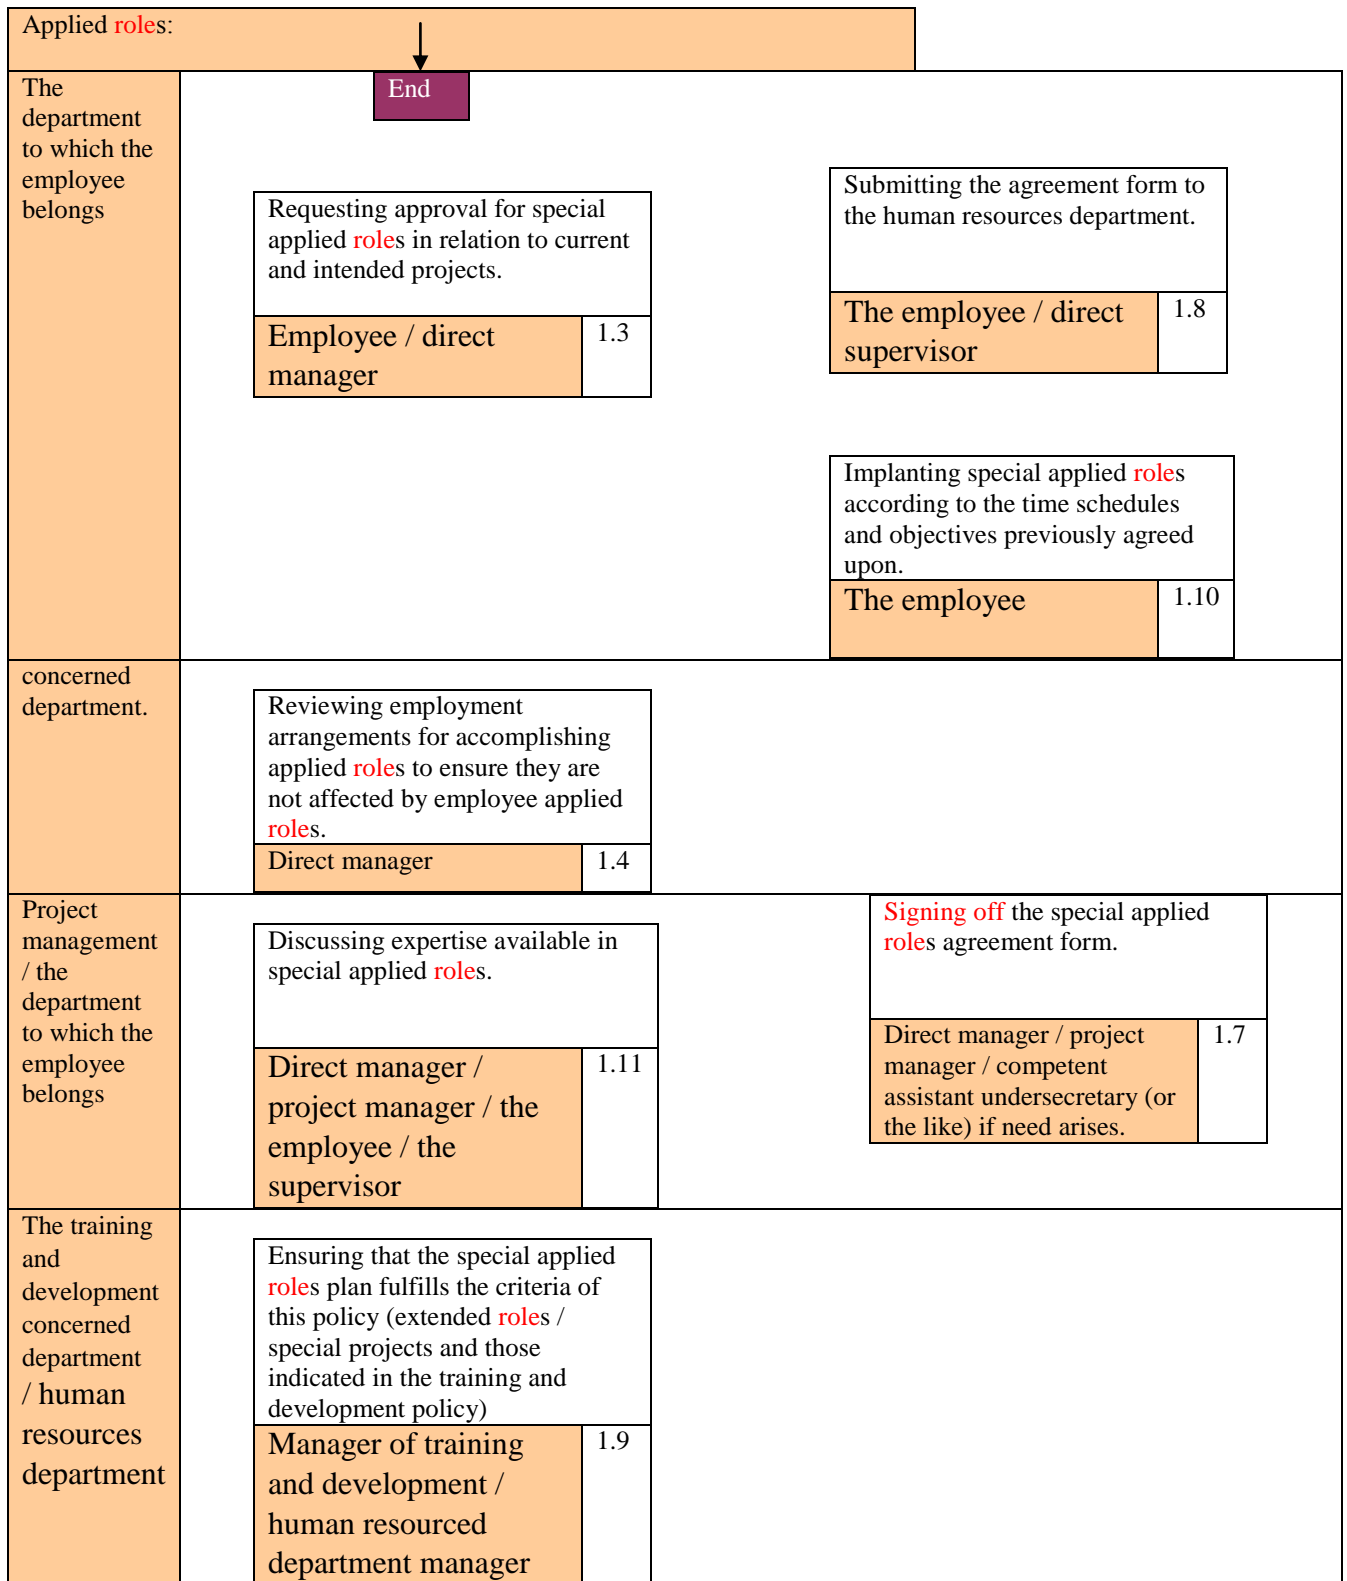 Applied roles:
The
department
to which the
employee
belongs
End
Requesting approval for special
applied roles in relation to current
and intended projects.
Employee / direct
manager
1.3
Submitting the agreement form to
the human resources department.
The employee / direct
supervisor
1.8
Implanting special applied roles
according to the time schedules
and objectives previously agreed
upon.
The employee
1.10
concerned
department.
Reviewing employment
arrangements for accomplishing
applied roles to ensure they are
not affected by employee applied
roles.
Direct manager
1.4
Project
management
/ the
department
to which the
employee
belongs
Discussing expertise available in
special applied roles.
Direct manager /
project manager / the
employee / the
supervisor
1.11
Signing off the special applied
roles agreement form.
Direct manager / project
manager / competent
assistant undersecretary (or
the like) if need arises.
1.7
The training
and
development
concerned
department
/ human
resources
department
Ensuring that the special applied
roles plan fulfills the criteria of
this policy (extended roles /
special projects and those
indicated in the training and
development policy)
Manager of training
and development /
human resourced
department manager
1.9